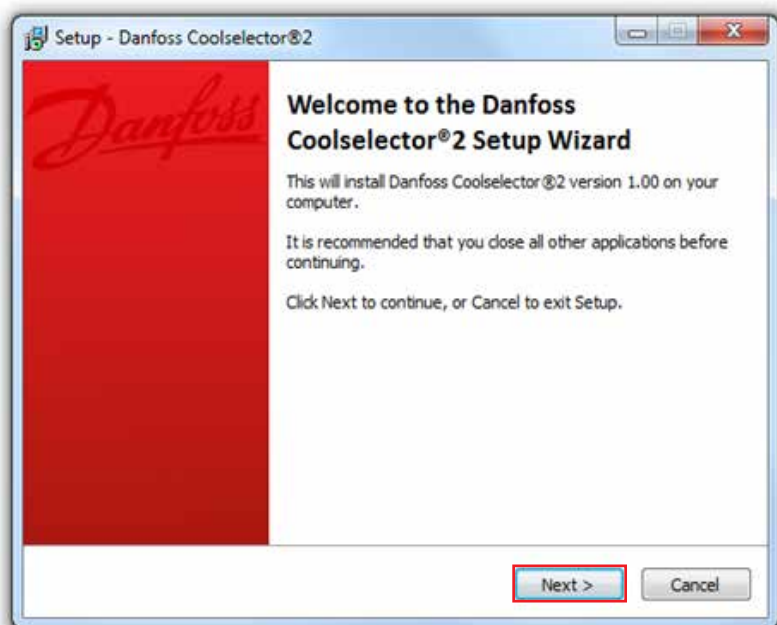 Setup - Danfoss Coolselector®2
Danfoss
Welcome to the Danfoss
Coolselector®2 Setup Wizard
This will install Danfoss Coolselector®2 version 1.00 on your
computer.
It is recommended that you close all other applications before
continuing.
Click Next to continue, or Cancel to exit Setup.
Next >
Cancel